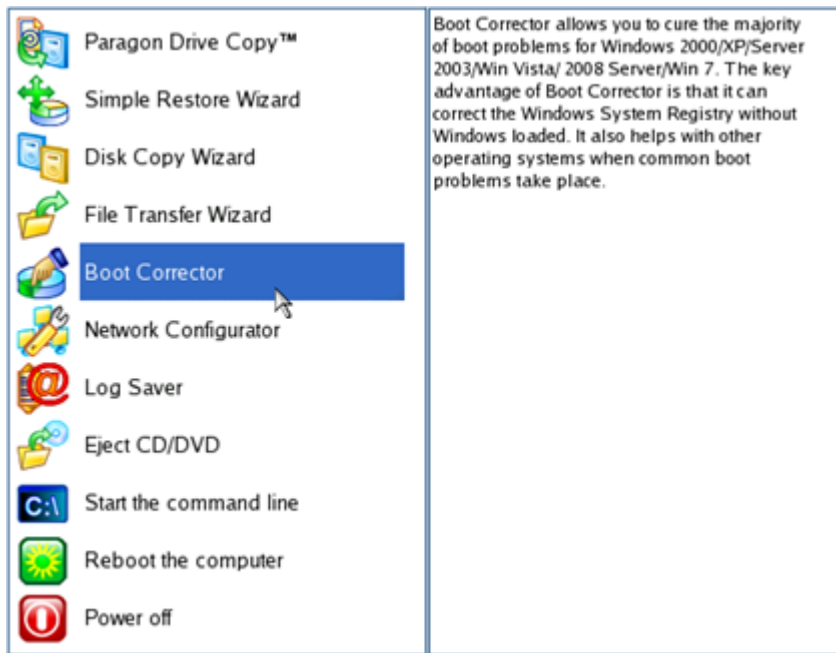 Paragon Drive Copy™
Simple Restore Wizard
Disk Copy Wizard
File Transfer Wizard
Boot Corrector
Network Configurator
Log Saver
Eject CD/DVD
C:\
Start the command line
Reboot the computer
Power off
Boot Corrector allows you to cure the majority
of boot problems for Windows 2000/XP/Server
2003/Win Vista/ 2008 Server/Win 7. The key
advantage of Boot Corrector is that it can
correct the Windows System Registry without
Windows loaded. It also helps with other
operating systems when common boot
problems take place.